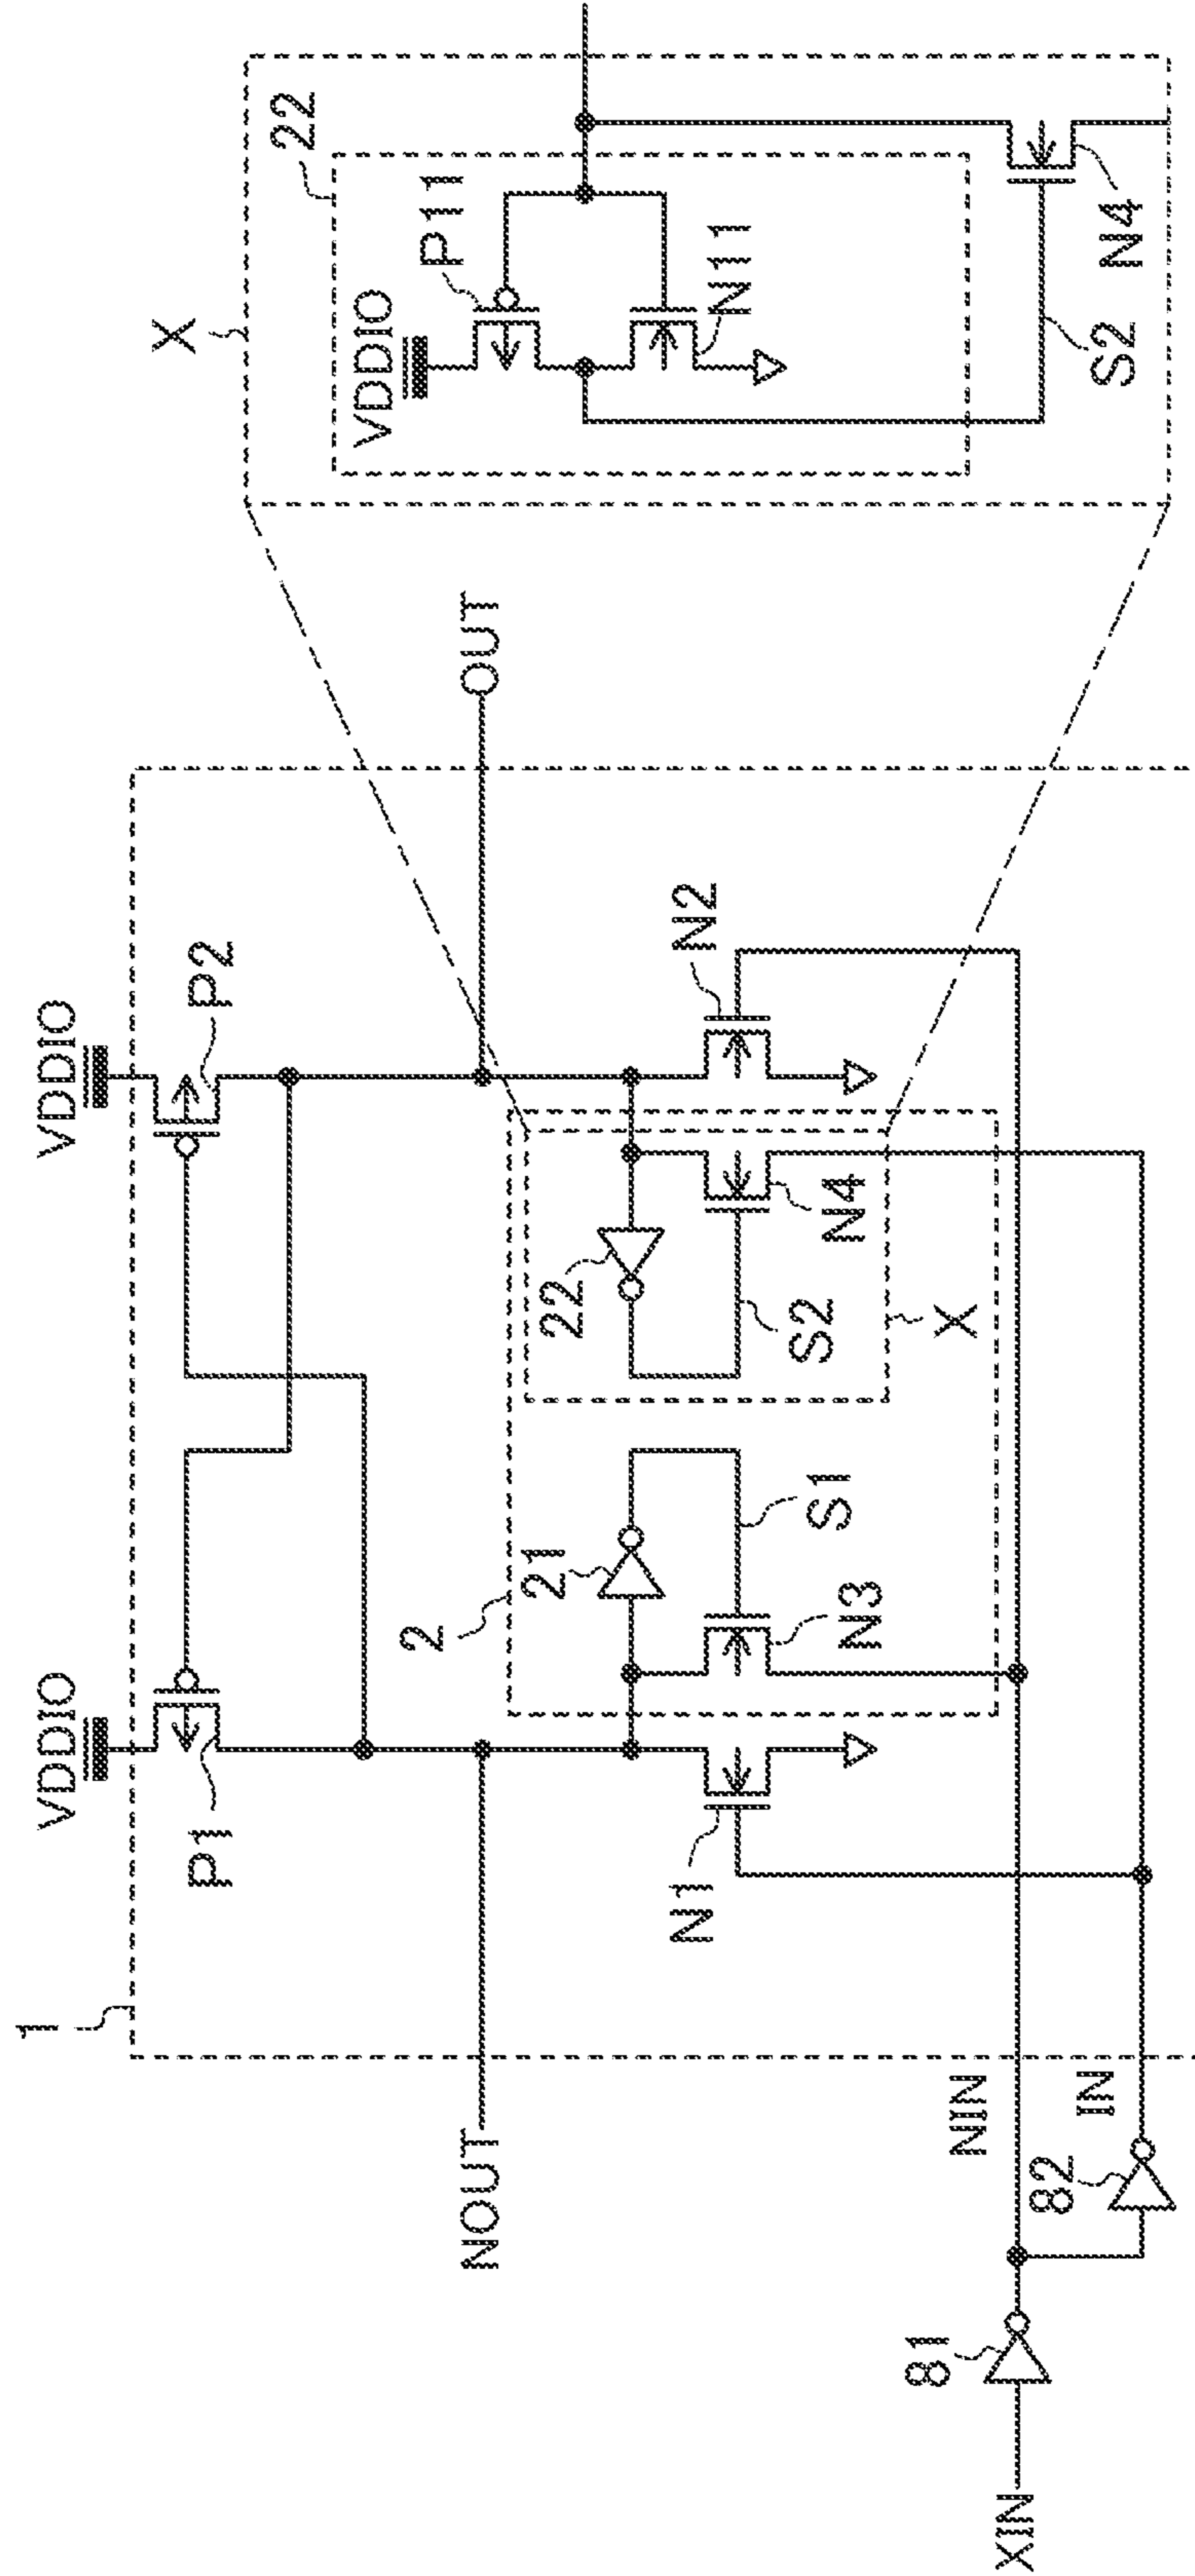 1
VDDIO
VDDIO
X
P1
P2
22
VDDIO
P11
2
NOUT
OUT
21
22
N1
N2
N11
S1
S2
N3
N4
81
X
NIN
XIN
82
IN
S2
N4